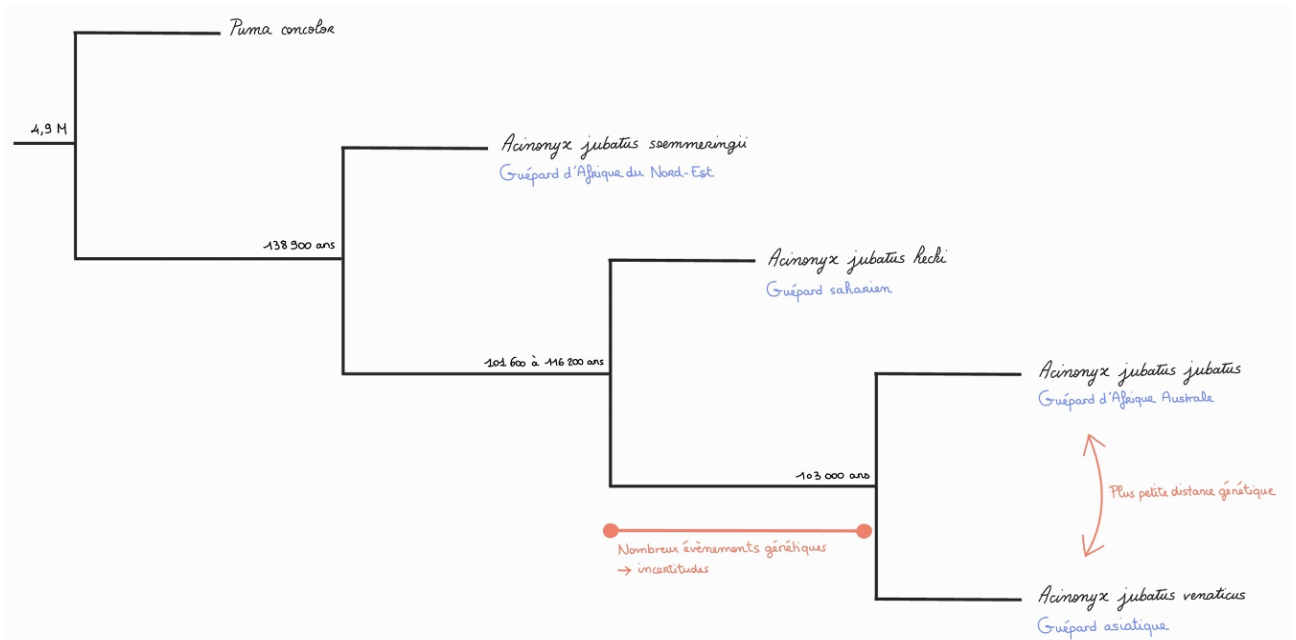 Puma concolor
4,9 M
Acinonyx jubatus soemmeringii
Guépard d'Afrique du Nord-Est
138 900 ans
Acinonyx jubatus hecki
Guépard saharien
101 600 à 116 200 ans
Acinonyx jubatus jubatus
Guépard d'Afrique Australe
103 000 ans
Plus petite distance génétique
Nombreux évènements génétiques
→ incertitudes
Acinonyx jubatus venaticus
Guépard asiatique